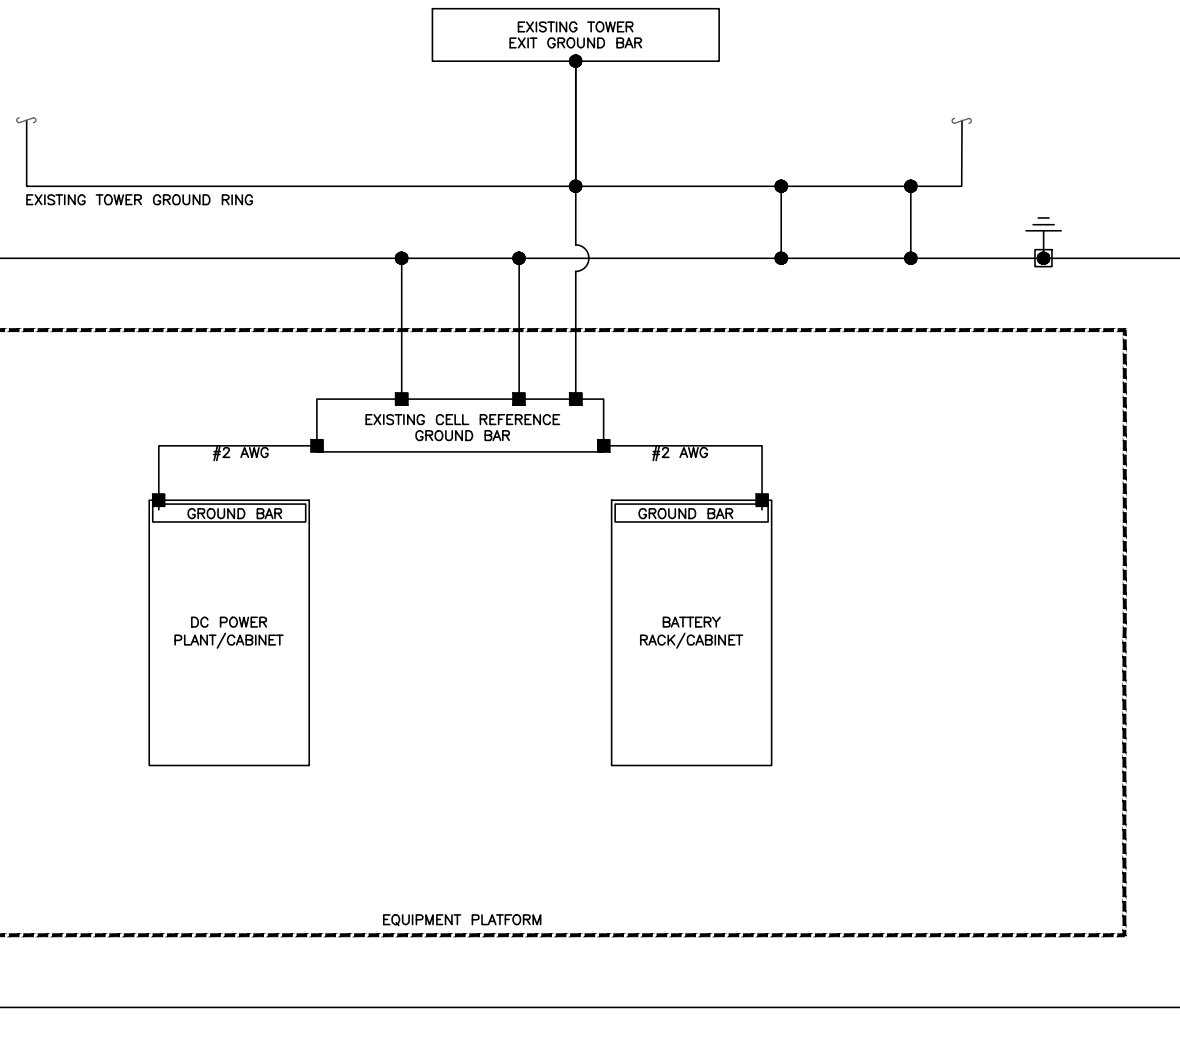 EXISTING TOWER
EXIT GROUND BAR
EXISTING TOWER GROUND RING
EXISTING CELL REFERENCE
GROUND BAR
#2 AWG
#2 AWG
GROUND BAR
GROUND BAR
DC POWER
PLANT/CABINET
BATTERY
RACK/CABINET
EQUIPMENT PLATFORM